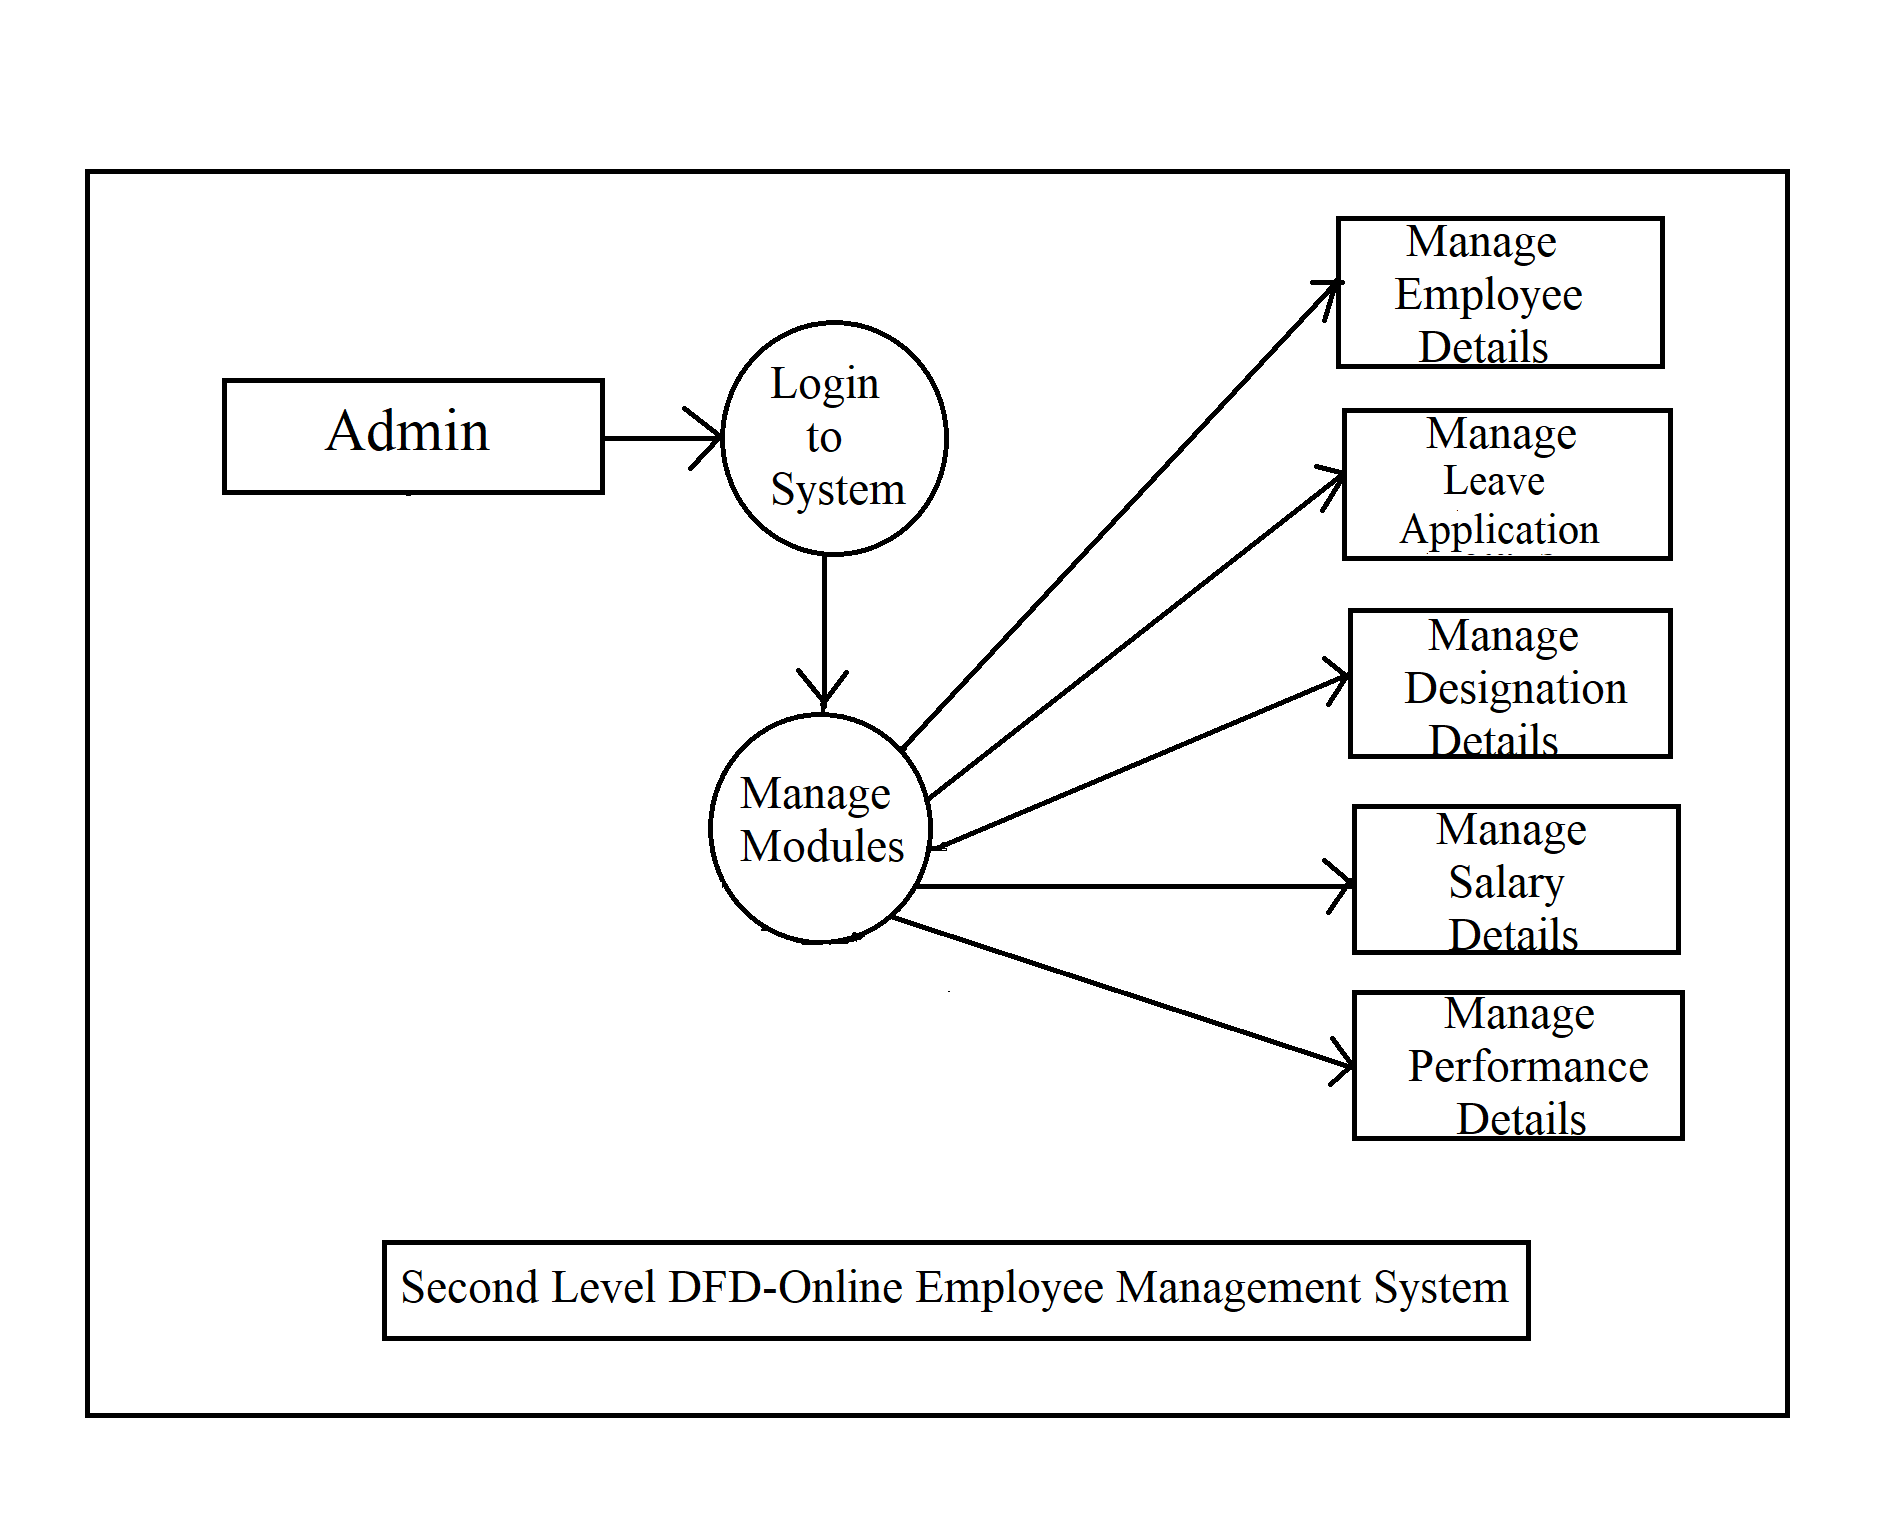 Admin
Login
to
System
Manage
Modules
Manage
Employee
Details
Manage
Leave
Application
Manage
Designation
Details
Manage
Salary
Details
Manage
Performance
Details
Second Level DFD-Online Employee Management System